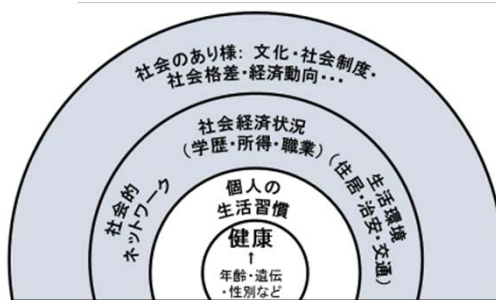 社会のあり様: 文化・社会制度・
社会格差・経済動向・・・
社会経済状況
(学歴・所得・職業)
社会的
ネットワーク
生活環境
(住居・治安・交通)
個人の
生活習慣
健康
↑
年齢・遺伝
・性別など